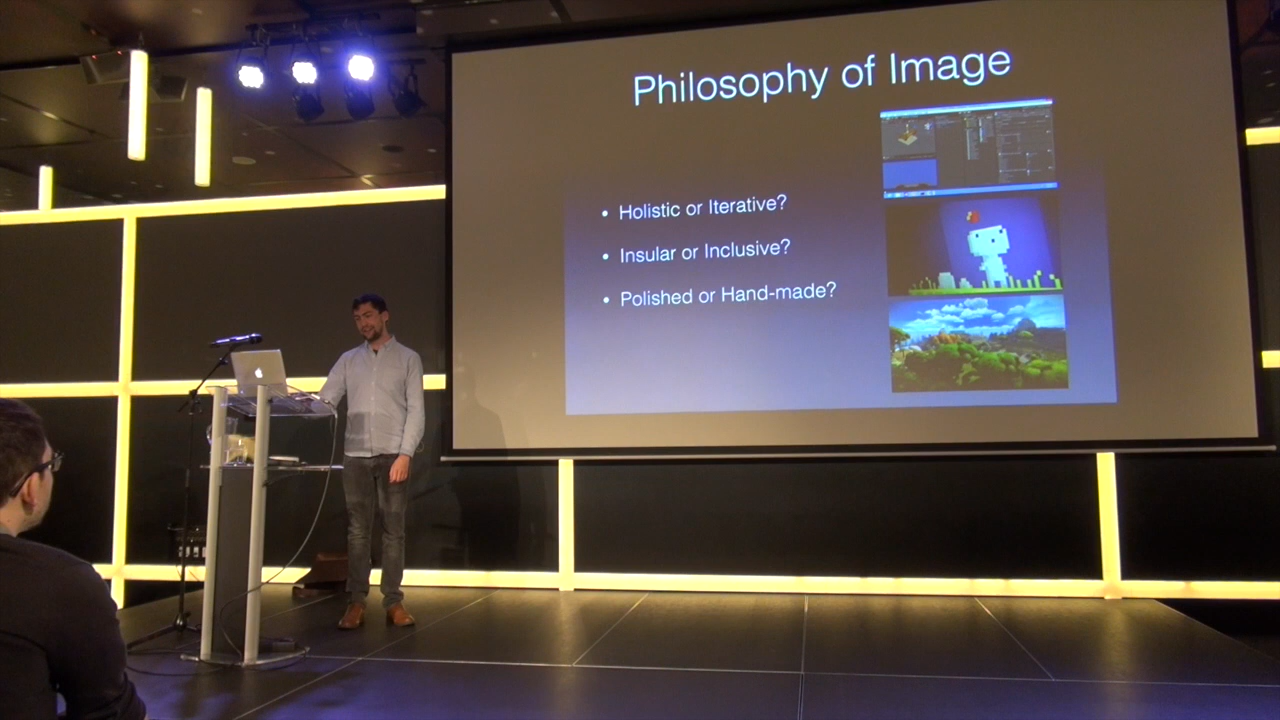 Philosophy of Image
• Holistic or Iterative?
• Insular or Inclusive?
• Polished or Hand-made?